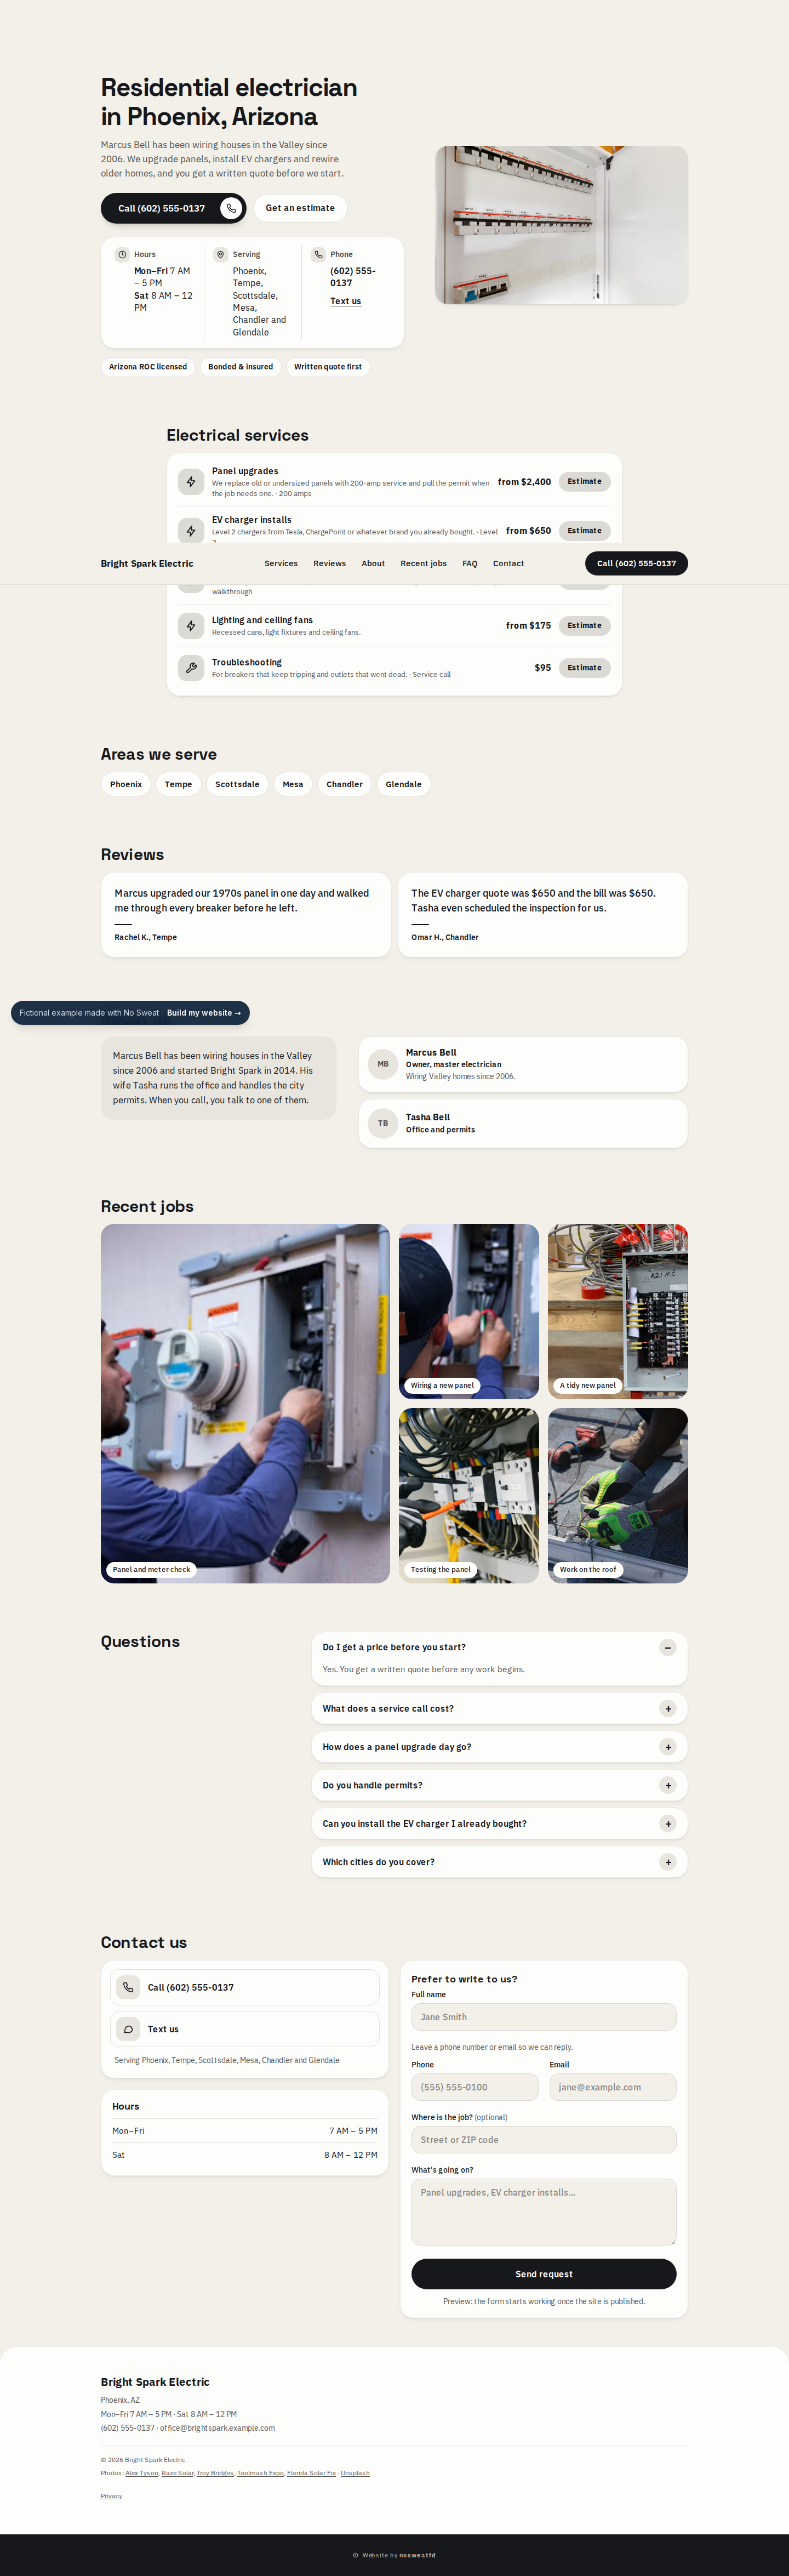 Residential electrician
in Phoenix, Arizona
Marcus Bell has been wiring houses in the Valley since
2006. We upgrade panels, install EV chargers and rewire
older homes, and you get a written quote before we start.
Call (602) 555-0137
Get an estimate
Hours
Mon–Fri 7 AM
– 5 PM
Sat 8 AM – 12
PM
Serving
Phoenix,
Tempe,
Scottsdale,
Mesa,
Chandler and
Glendale
Phone
(602) 555-
0137
Text us
Arizona ROC licensed
Bonded & insured
Written quote first
Electrical services
Panel upgrades
We replace old or undersized panels with 200-amp service and pull the permit when
the job needs one. · 200 amps
from $2,400
Estimate
EV charger installs
Level 2 chargers from Tesla, ChargePoint or whatever brand you already bought. · Level
from $650
Estimate
Bright Spark Electric
Services
Reviews
About
Recent jobs
FAQ
Contact
Call (602) 555-0137
walkthrough
Lighting and ceiling fans
Recessed cans, light fixtures and ceiling fans.
from $175
Estimate
Troubleshooting
For breakers that keep tripping and outlets that went dead. · Service call
$95
Estimate
Areas we serve
Phoenix
Tempe
Scottsdale
Mesa
Chandler
Glendale
Reviews
Marcus upgraded our 1970s panel in one day and walked
me through every breaker before he left.
Rachel K., Tempe
The EV charger quote was $650 and the bill was $650.
Tasha even scheduled the inspection for us.
Omar H., Chandler
Fictional example made with No Sweat · Build my website →
Marcus Bell has been wiring houses in the Valley
since 2006 and started Bright Spark in 2014. His
wife Tasha runs the office and handles the city
permits. When you call, you talk to one of them.
MB
Marcus Bell
Owner, master electrician
Wiring Valley homes since 2006.
TB
Tasha Bell
Office and permits
Recent jobs
Panel and meter check
Wiring a new panel
A tidy new panel
Testing the panel
Work on the roof
Questions
Do I get a price before you start?
Yes. You get a written quote before any work begins.
What does a service call cost?
How does a panel upgrade day go?
Do you handle permits?
Can you install the EV charger I already bought?
Which cities do you cover?
Contact us
Call (602) 555-0137
Text us
Serving Phoenix, Tempe, Scottsdale, Mesa, Chandler and Glendale
Hours
Mon–Fri 7 AM – 5 PM
Sat 8 AM – 12 PM
Prefer to write to us?
Full name
Jane Smith
Leave a phone number or email so we can reply.
Phone
Email
(555) 555-0100
jane@example.com
Where is the job? (optional)
Street or ZIP code
What's going on?
Panel upgrades, EV charger installs...
Send request
Preview: the form starts working once the site is published.
Bright Spark Electric
Phoenix, AZ
Mon–Fri 7 AM – 5 PM · Sat 8 AM – 12 PM
(602) 555-0137 · office@brightspark.example.com
© 2026 Bright Spark Electric
Photos: Alex Tyson, Raze Solar, Troy Bridges, Toolmash Expo, Florida Solar Fix · Unsplash
Privacy
Website by nosweatfd